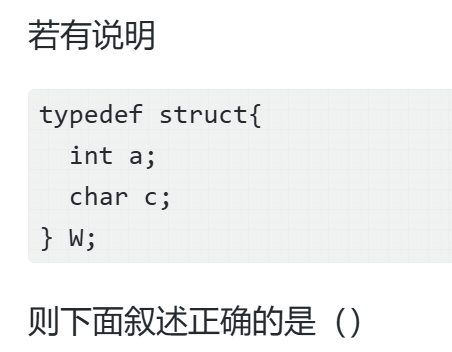 若有说明
typedef struct{
  int a;
  char c;
} W;
则下面叙述正确的是（）